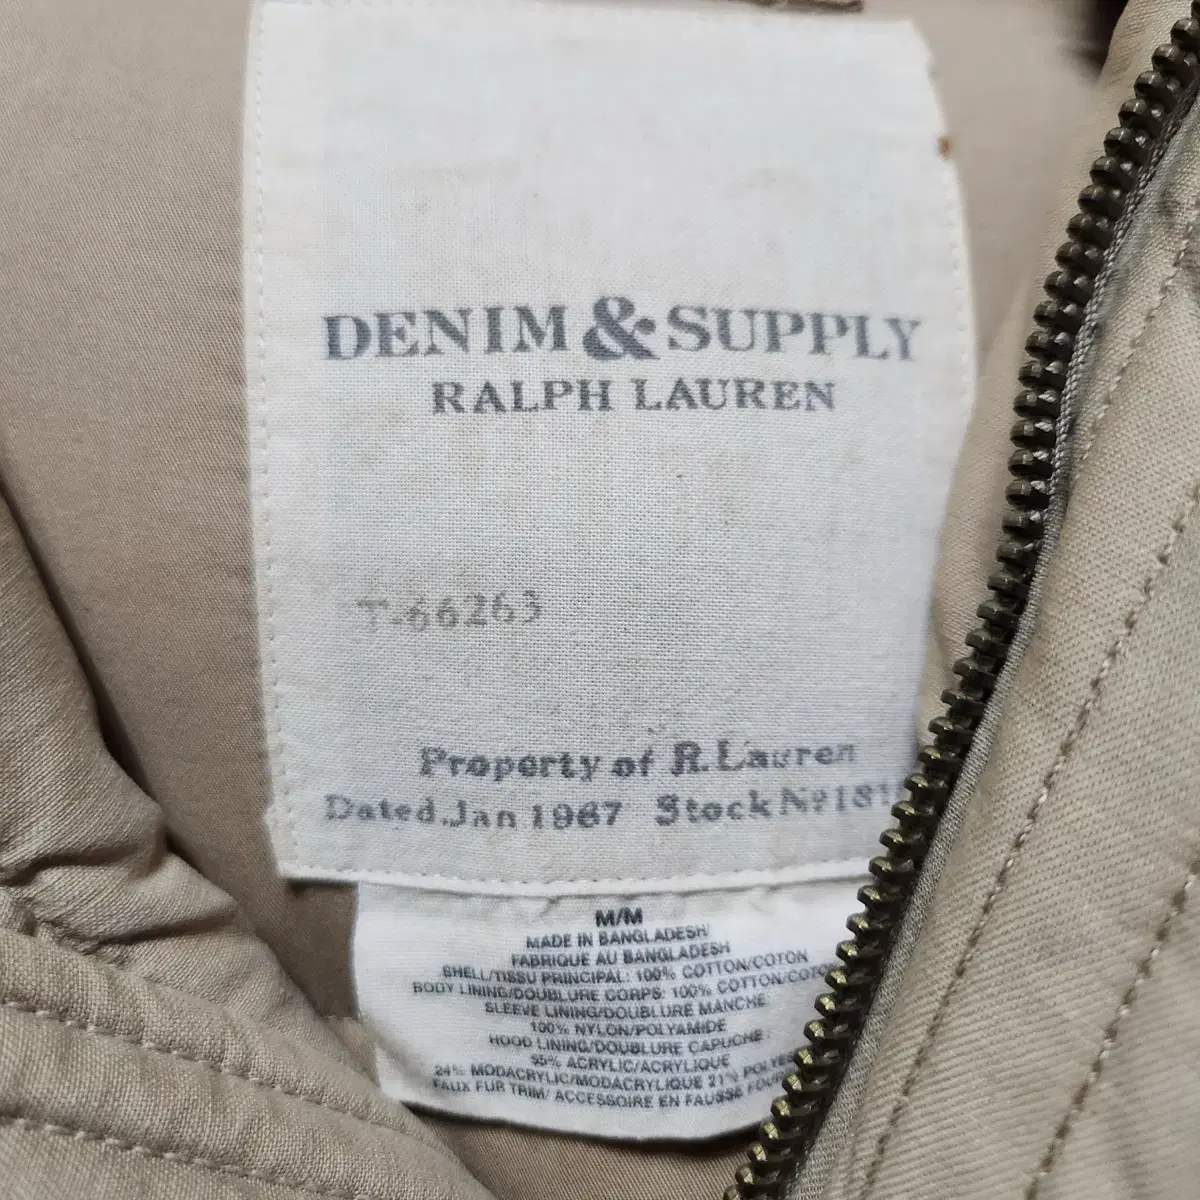 DENIM & SUPPLY
RALPH LAUREN
T-66263
Property of R. Lauren
Dated Jan 1967 Stock Nº 181
M/M
MADE IN BANGLADESH
FABRIQUE AU BANGLADESH
SHELL/TISSU PRINCIPAL: 100% COTTON/COTON
BODY LINING/DOUBLURE CORPS: 100% COTTON/COTON
SLEEVE LINING/DOUBLURE MANCHE
100% NYLON/POLYAMIDE
HOOD LINING/DOUBLURE CAPUCHE
55% ACRYLIC/ACRYLIQUE
24% MODACRYLIC/MODACRYLIQUE 21%
FAUX FUR TRIM/ ACCESSOIRE EN FAUSSE